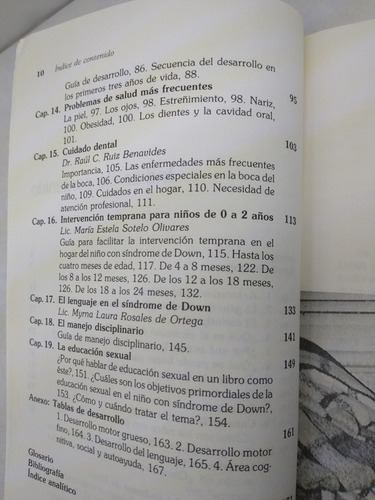 10 Índice de contenido
Guía de desarrollo, 86. Secuencia del desarrollo en
los primeros tres años de vida, 88.
Cap. 14. Problemas de salud más frecuentes 95
La piel, 97. Los ojos, 98. Estreñimiento, 98. Nariz,
100. Obesidad, 100. Los dientes y la cavidad oral,
101.
Cap. 15. Cuidado dental 103
Dr. Raúl C. Ruiz Benavides
Importancia, 105. Las enfermedades más frecuentes
de la boca, 106. Condiciones especiales en la boca del
niño, 109. Cuidados en el hogar, 110. Necesidad de
atención profesional, 111.
Cap. 16. Intervención temprana para niños de 0 a 2 años 113
Lic. María Estela Sotelo Olivares
Guía para facilitar la intervención temprana en el
hogar del niño con síndrome de Down, 115. Hasta los
cuatro meses de edad, 117. De 4 a 8 meses, 122. De
los 8 a los 12 meses, 126. De los 12 a los 18 meses,
126. De los 18 a los 24 meses, 132.
Cap. 17. El lenguaje en el síndrome de Down 133
Lic. Myrna Laura Rosales de Ortega
Cap. 18. El manejo disciplinario 141
Guía de manejo disciplinario, 145.
Cap. 19. La educación sexual 149
¿Por qué hablar de educación sexual en un libro como
éste?, 151. ¿Cuáles son los objetivos primordiales de la
educación sexual en el niño con síndrome de Down?,
153. ¿Cómo y cuándo tratar el tema?, 154.
Anexo: Tablas de desarrollo 161
1. Desarrollo motor grueso, 163. 2. Desarrollo motor
fino, 164. 3. Desarrollo del lenguaje, 165. 4. Área cog-
nitiva, social y autoayuda, 167.
Glosario
Bibliografía
Índice analítico